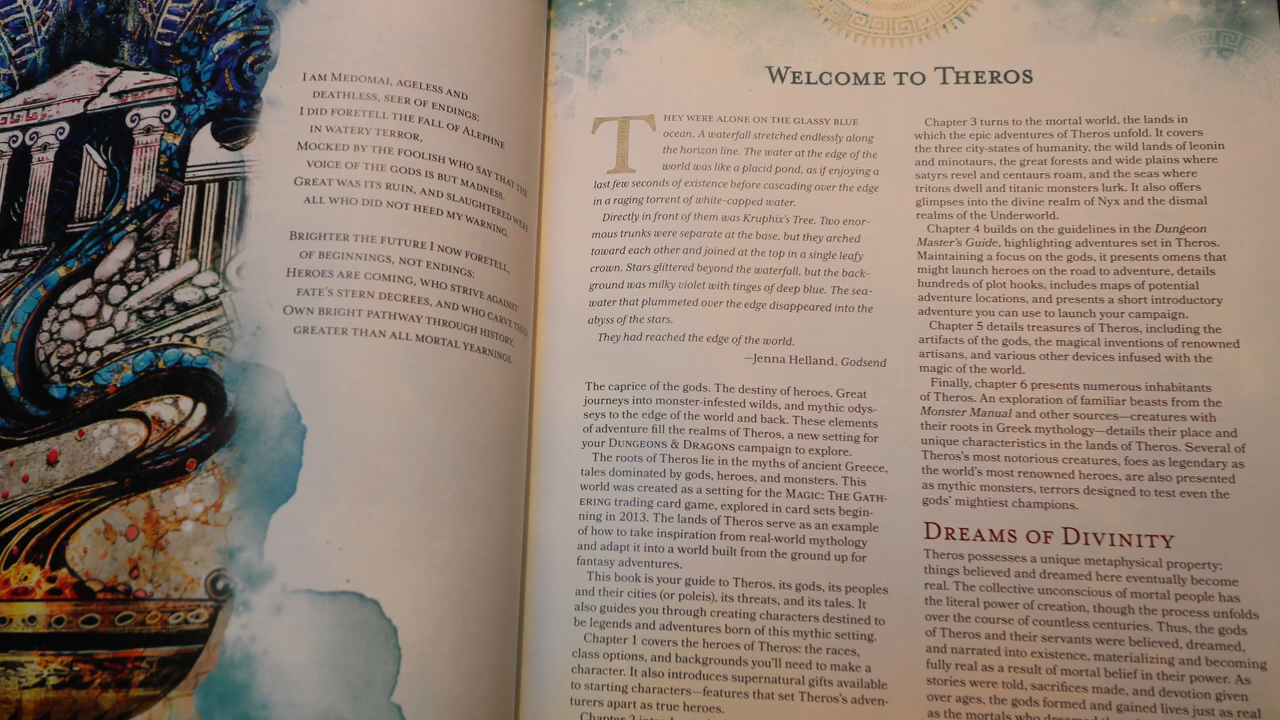 I am Medomai, ageless and
deathless, seer of endings:
I did foretell the fall of Alephne
in watery terror,
Mocked by the foolish who say that the
voice of the gods is but madness.
Great was its ruin, and slaughtered were
all who did not heed my warning.
Brighter the future I now foretell,
of beginnings, not endings:
Heroes are coming, who strive against
fate's stern decrees, and who carve their
Own bright pathway through history,
greater than all mortal yearnings.
Welcome to Theros
They were alone on the glassy blue
ocean. A waterfall stretched endlessly along
the horizon line. The water at the edge of the
world was like a placid pond, as if enjoying a
last few seconds of existence before cascading over the edge
in a raging torrent of white-capped water.
Directly in front of them was Kruphix's Tree. Two enor-
mous trunks were separate at the base, but they arched
toward each other and joined at the top in a single leafy
crown. Stars glittered beyond the waterfall, but the back-
ground was milky violet with tinges of deep blue. The sea-
water that plummeted over the edge disappeared into the
abyss of the stars.
They had reached the edge of the world.
—Jenna Helland, Godsend
The caprice of the gods. The destiny of heroes. Great
journeys into monster-infested wilds, and mythic odys-
seys to the edge of the world and back. These elements
of adventure fill the realms of Theros, a new setting for
your Dungeons & Dragons campaign to explore.
The roots of Theros lie in the myths of ancient Greece,
tales dominated by gods, heroes, and monsters. This
world was created as a setting for the Magic: The Gath-
ering trading card game, explored in card sets begin-
ning in 2013. The lands of Theros serve as an example
of how to take inspiration from real-world mythology
and adapt it into a world built from the ground up for
fantasy adventures.
This book is your guide to Theros, its gods, its peoples
and their cities (or poleis), its threats, and its tales. It
also guides you through creating characters destined to
be legends and adventures born of this mythic setting.
Chapter 1 covers the heroes of Theros: the races,
class options, and backgrounds you'll need to make a
character. It also introduces supernatural gifts available
to starting characters—features that set Theros's adven-
turers apart as true heroes.
Chapter 2
Chapter 3 turns to the mortal world, the lands in
which the epic adventures of Theros unfold. It covers
the three city-states of humanity, the wild lands of leonin
and minotaurs, the great forests and wide plains where
satyrs revel and centaurs roam, and the seas where
tritons dwell and titanic monsters lurk. It also offers
glimpses into the divine realm of Nyx and the dismal
realms of the Underworld.
Chapter 4 builds on the guidelines in the Dungeon
Master's Guide, highlighting adventures set in Theros.
Maintaining a focus on the gods, it presents omens that
might launch heroes on the road to adventure, details
hundreds of plot hooks, includes maps of potential
adventure locations, and presents a short introductory
adventure you can use to launch your campaign.
Chapter 5 details treasures of Theros, including the
artifacts of the gods, the magical inventions of renowned
artisans, and various other devices infused with the
magic of the world.
Finally, chapter 6 presents numerous inhabitants
of Theros. An exploration of familiar beasts from the
Monster Manual and other sources—creatures with
their roots in Greek mythology—details their place and
unique characteristics in the lands of Theros. Several of
Theros's most notorious creatures, foes as legendary as
the world's most renowned heroes, are also presented
as mythic monsters, terrors designed to test even the
gods' mightiest champions.
Dreams of Divinity
Theros possesses a unique metaphysical property:
things believed and dreamed here eventually become
real. The collective unconscious of mortal people has
the literal power of creation, though the process unfolds
over the course of countless centuries. Thus, the gods
of Theros and their servants were believed, dreamed,
and narrated into existence, materializing and becoming
fully real as a result of mortal belief in their power. As
stories were told, sacrifices made, and devotion given
over ages, the gods formed and gained lives just as real
as the mortals who dreamed